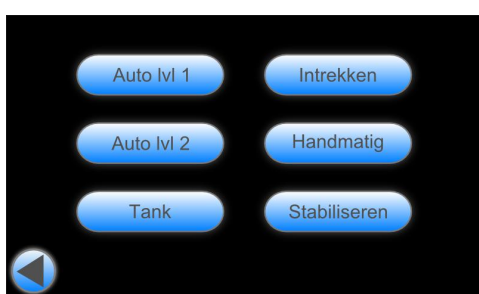 Auto lvl 1
Intrekken
Auto lvl 2
Handmatig
Tank
Stabiliseren